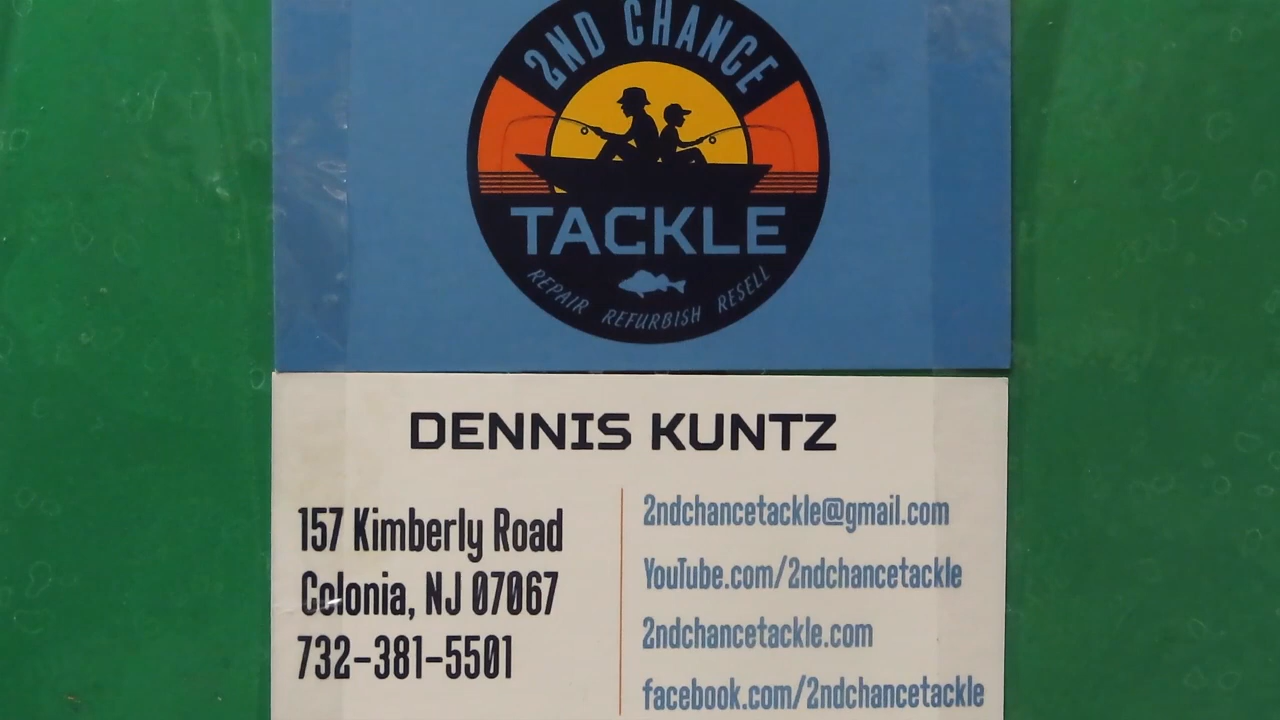 2ND CHANCE
TACKLE
REPAIR REFURBISH RESELL
DENNIS KUNTZ
157 Kimberly Road
Colonia, NJ 07067
732-381-5501
2ndchancetackle@gmail.com
YouTube.com/2ndchancetackle
2ndchancetackle.com
facebook.com/2ndchancetackle